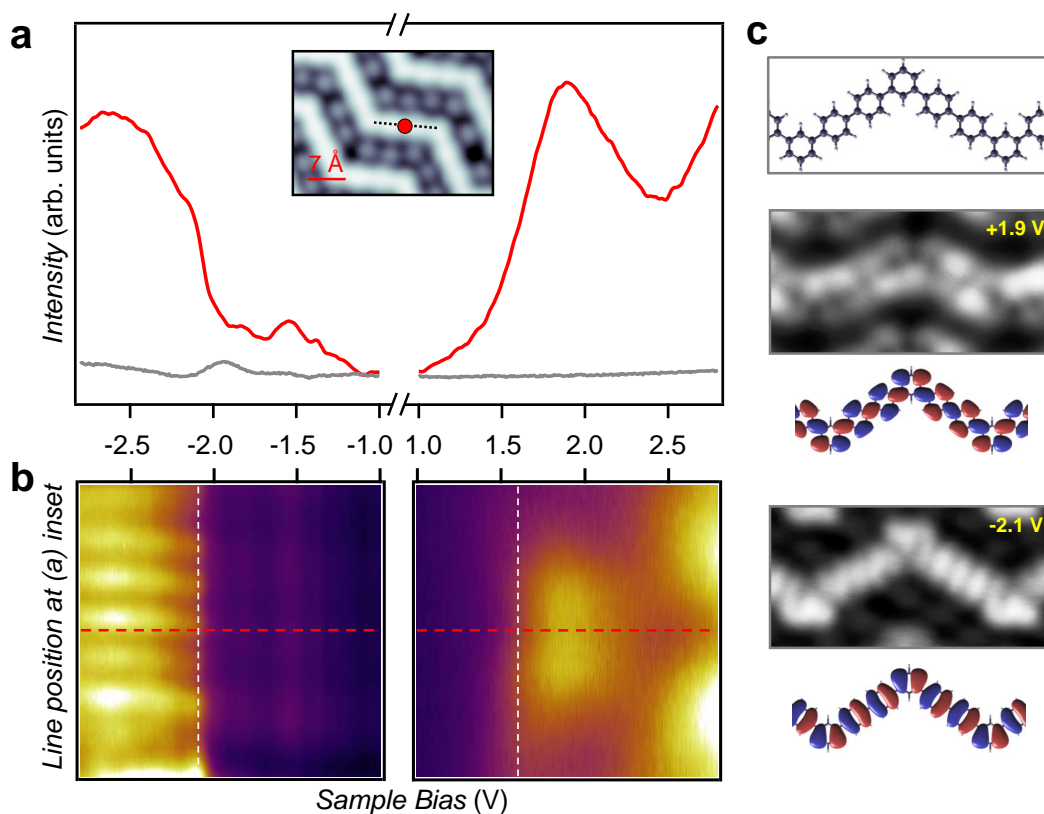 a
Intensity (arb. units)
7 Å
-2.5 -2.0 -1.5 -1.0 1.0 1.5 2.0 2.5
b
Line position at (a) inset
Sample Bias (V)
c
+1.9 V
-2.1 V